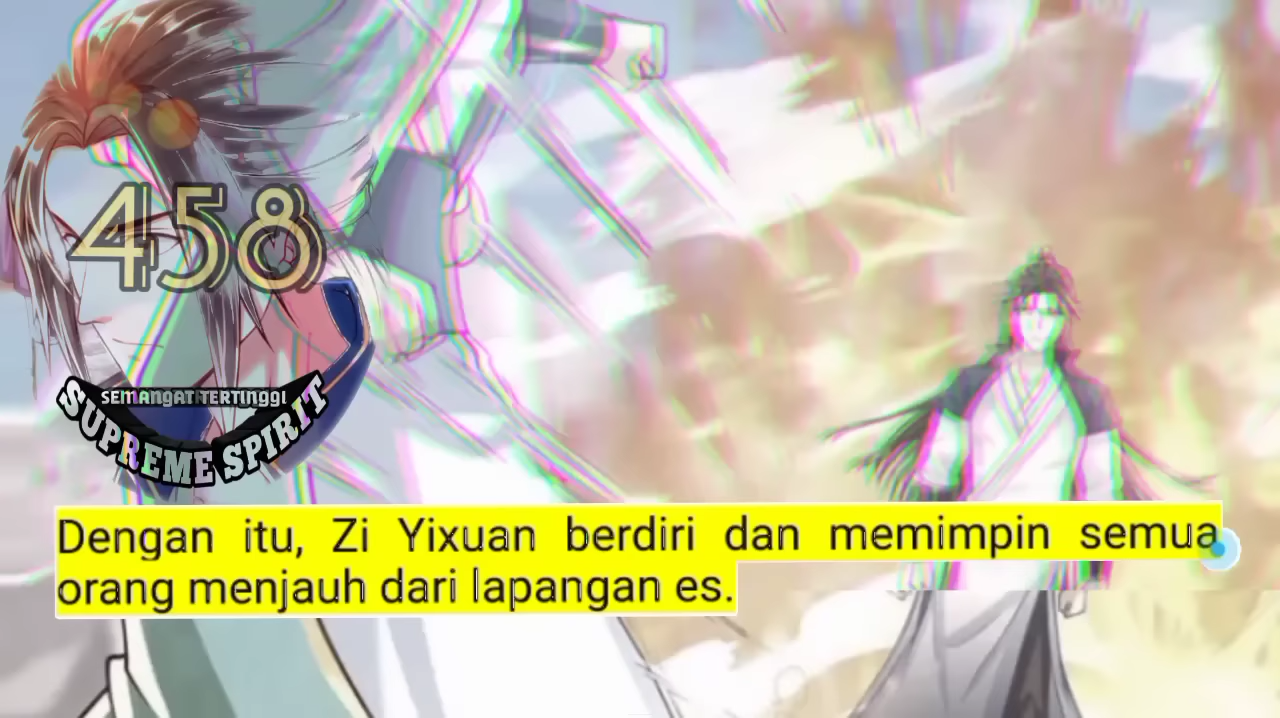 458
SEMANGAT TERTINGGI
SUPREME SPIRIT
Dengan itu, Zi Yixuan berdiri dan memimpin semua
orang menjauh dari lapangan es.